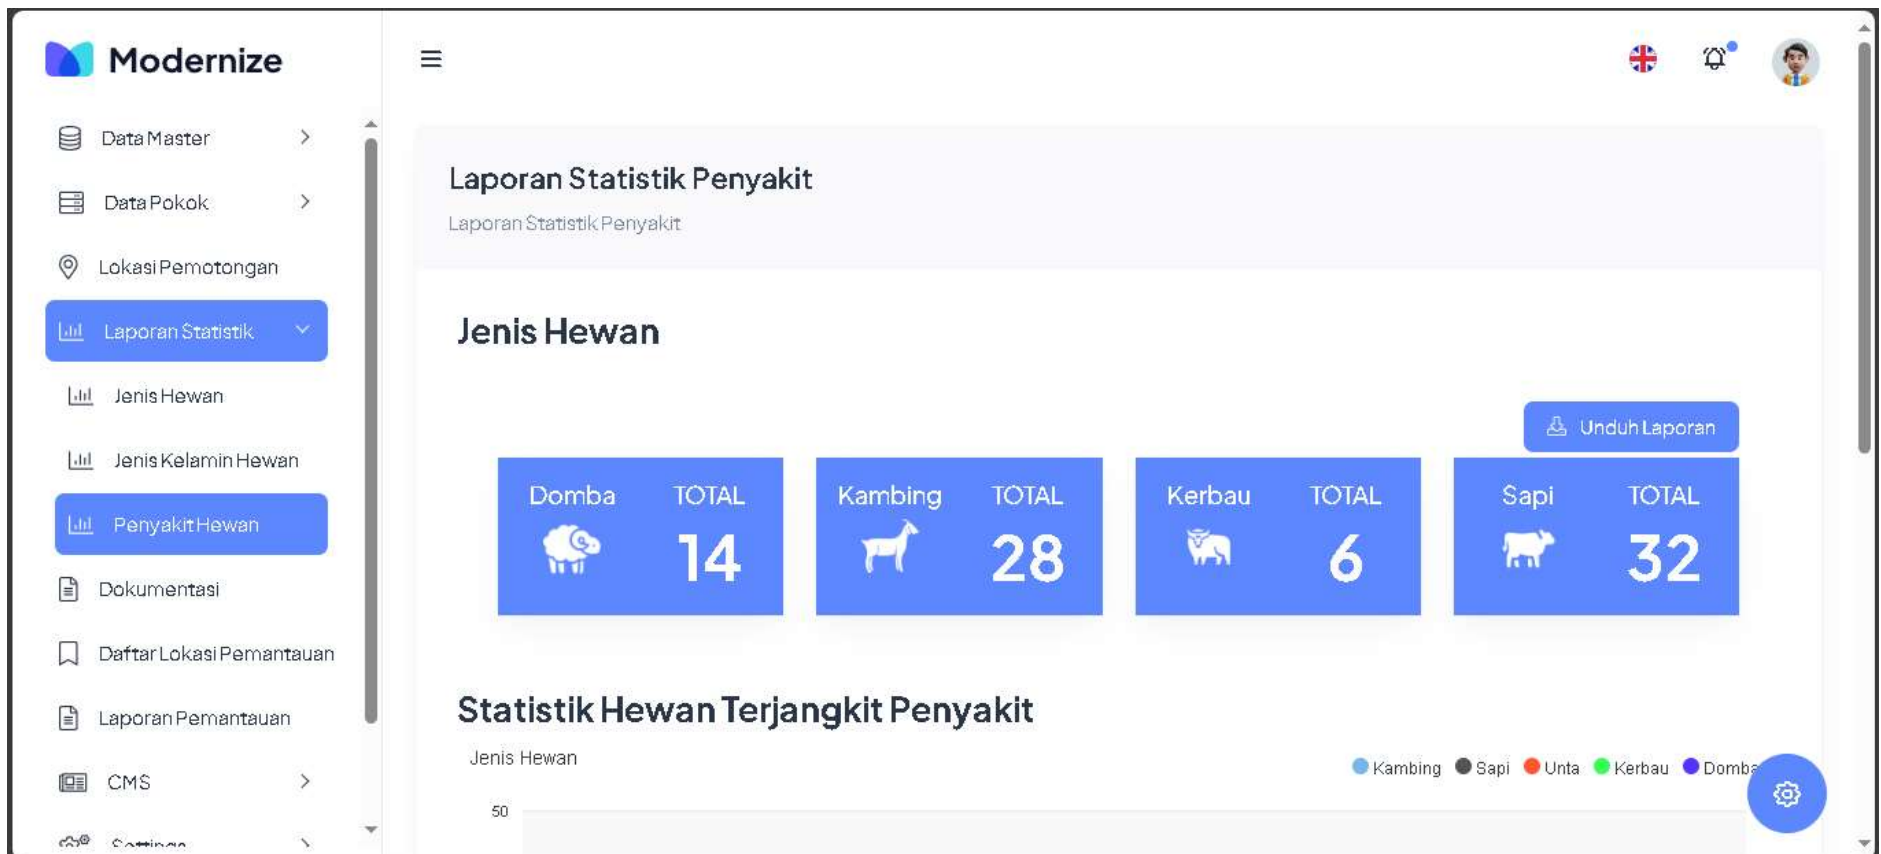 Modernize
Data Master
Data Pokok
Lokasi Pemotongan
Laporan Statistik
Jenis Hewan
Jenis Kelamin Hewan
Penyakit Hewan
Dokumentasi
Daftar Lokasi Pemantauan
Laporan Pemantauan
CMS
Settings
Laporan Statistik Penyakit
Laporan Statistik Penyakit
Jenis Hewan
Unduh Laporan
Domba TOTAL
14
Kambing TOTAL
28
Kerbau TOTAL
6
Sapi TOTAL
32
Statistik Hewan Terjangkit Penyakit
Jenis Hewan
Kambing Sapi Unta Kerbau Domba
50